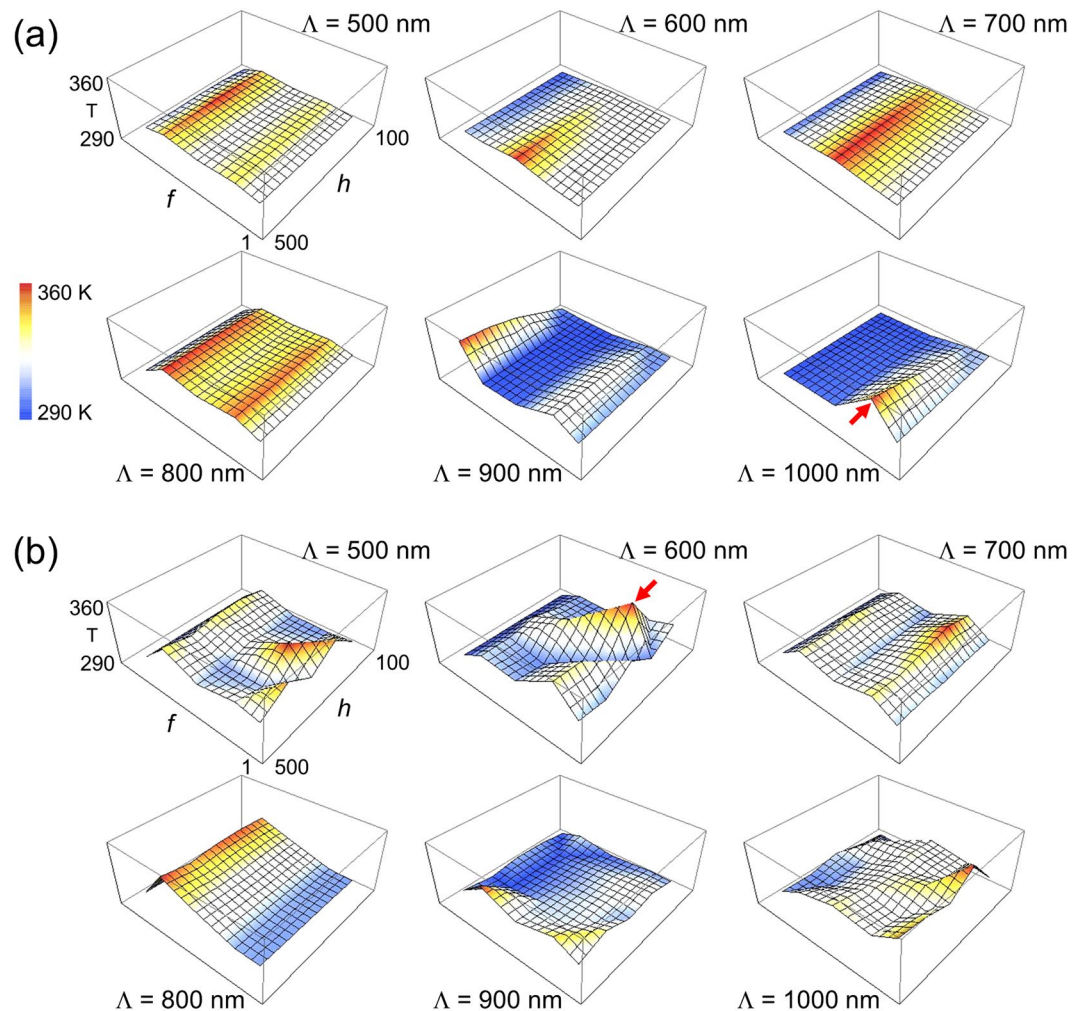 (a)
Λ = 500 nm
Λ = 600 nm
Λ = 700 nm
360
T
290
100
f
h
1 500
360 K
290 K
Λ = 800 nm
Λ = 900 nm
Λ = 1000 nm
(b)
Λ = 500 nm
Λ = 600 nm
Λ = 700 nm
360
T
290
100
f
h
1 500
Λ = 800 nm
Λ = 900 nm
Λ = 1000 nm